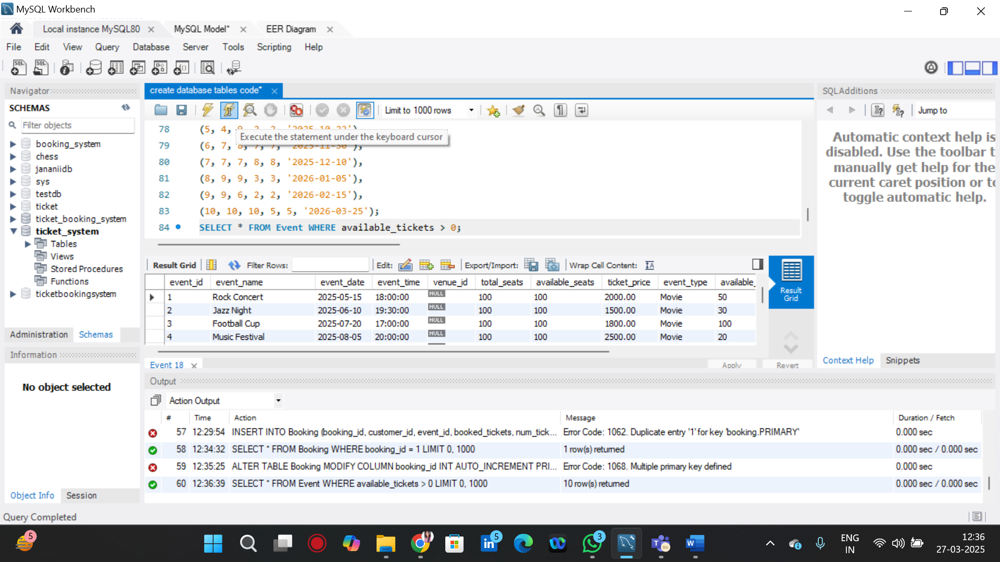 MySQL Workbench
Local instance MySQL80
MySQL Model*
EER Diagram
File Edit View Query Database Server Tools Scripting Help
Navigator
SCHEMAS
Filter objects
booking_system
chess
jananiidb
sys
testdb
ticket
ticket_booking_system
ticket_system
Tables
Views
Stored Procedures
Functions
ticketbookingsystem
Administration Schemas
Information
No object selected
Object Info Session
create database tables code*
Limit to 1000 rows
78 (5, 4, 9, 2, 2, '2025-10-22'),
Execute the statement under the keyboard cursor
79 (6, 7, 8, 7, 7, '2025-11-30'),
80 (7, 7, 7, 8, 8, '2025-12-10'),
81 (8, 9, 9, 3, 3, '2026-01-05'),
82 (9, 9, 6, 2, 2, '2026-02-15'),
83 (10, 10, 10, 5, 5, '2026-03-25');
84 SELECT * FROM Event WHERE available_tickets > 0;
Result Grid Filter Rows: Edit: Export/Import: Wrap Cell Content:
event_id event_name event_date event_time venue_id total_seats available_seats ticket_price event_type available_
1 Rock Concert 2025-05-15 18:00:00 NULL 100 100 2000.00 Movie 50
2 Jazz Night 2025-06-10 19:30:00 NULL 100 100 1500.00 Movie 30
3 Football Cup 2025-07-20 17:00:00 NULL 100 100 1800.00 Movie 100
4 Music Festival 2025-08-05 20:00:00 NULL 100 100 2500.00 Movie 20
Result
Grid
Event 18
Apply Revert
SQLAdditions
Jump to
Automatic context help is
disabled. Use the toolbar t
manually get help for the
current caret position or to
toggle automatic help.
Context Help Snippets
Output
Action Output
# Time Action Message Duration / Fetch
57 12:29:54 INSERT INTO Booking (booking_id, customer_id, event_id, booked_tickets, num_tick... Error Code: 1062. Duplicate entry '1' for key 'booking.PRIMARY' 0.000 sec
58 12:34:32 SELECT * FROM Booking WHERE booking_id = 1 LIMIT 0, 1000 1 row(s) returned 0.000 sec / 0.000 sec
59 12:35:25 ALTER TABLE Booking MODIFY COLUMN booking_id INT AUTO_INCREMENT PRI... Error Code: 1068. Multiple primary key defined 0.000 sec
60 12:36:39 SELECT * FROM Event WHERE available_tickets > 0 LIMIT 0, 1000 10 row(s) returned 0.000 sec / 0.000 sec
Query Completed
5
5
3
ENG
IN
12:36
27-03-2025